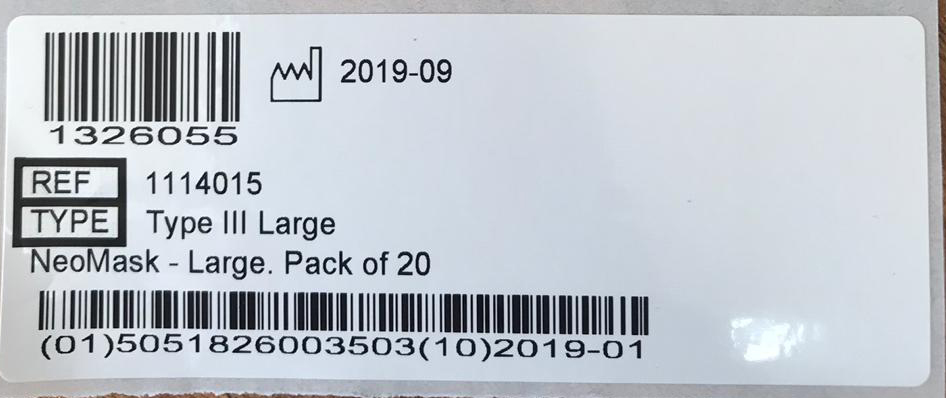 2019-09
1326055
REF 1114015
TYPE Type III Large
NeoMask - Large. Pack of 20
(01)5051826003503(10)2019-01